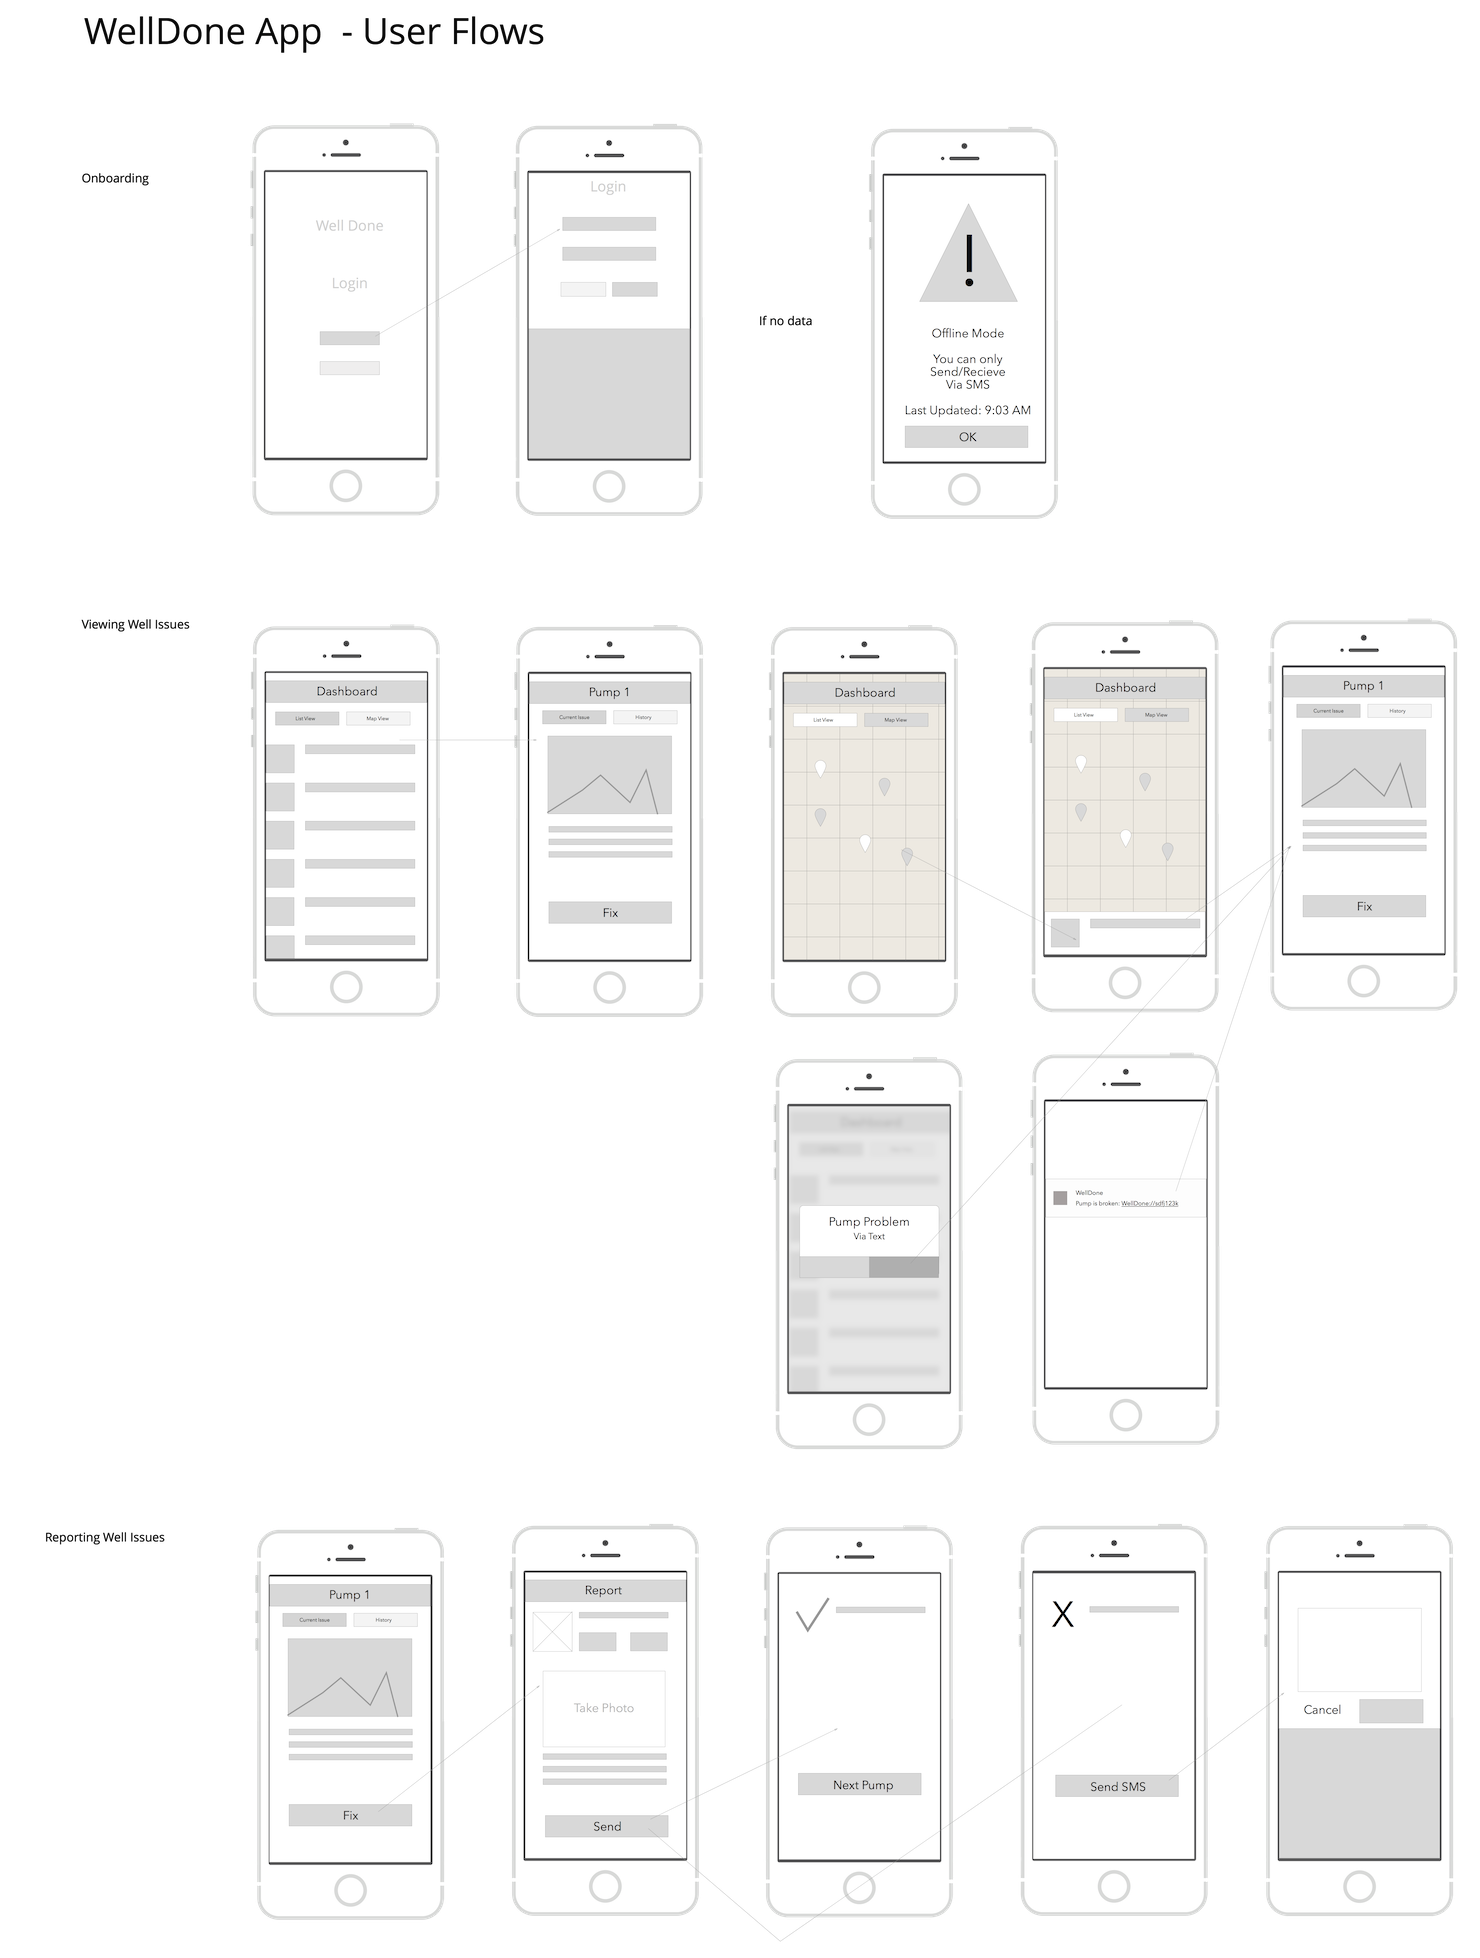 WellDone App - User Flows
Onboarding
Well Done
Login
Login
If no data
!
Offline Mode
You can only
Send/Recieve
Via SMS
Last Updated: 9:03 AM
OK
Viewing Well Issues
Dashboard
List View
Map View
Pump 1
Current Issue
History
Fix
Dashboard
List View
Map View
Dashboard
List View
Map View
Pump 1
Current Issue
History
Fix
Dashboard
Pump Problem
Via Text
WellDone
Pump is broken: WellDone://sdfj123k
Reporting Well Issues
Pump 1
Current Issue
History
Fix
Report
Take Photo
Send
Next Pump
X
Send SMS
Cancel